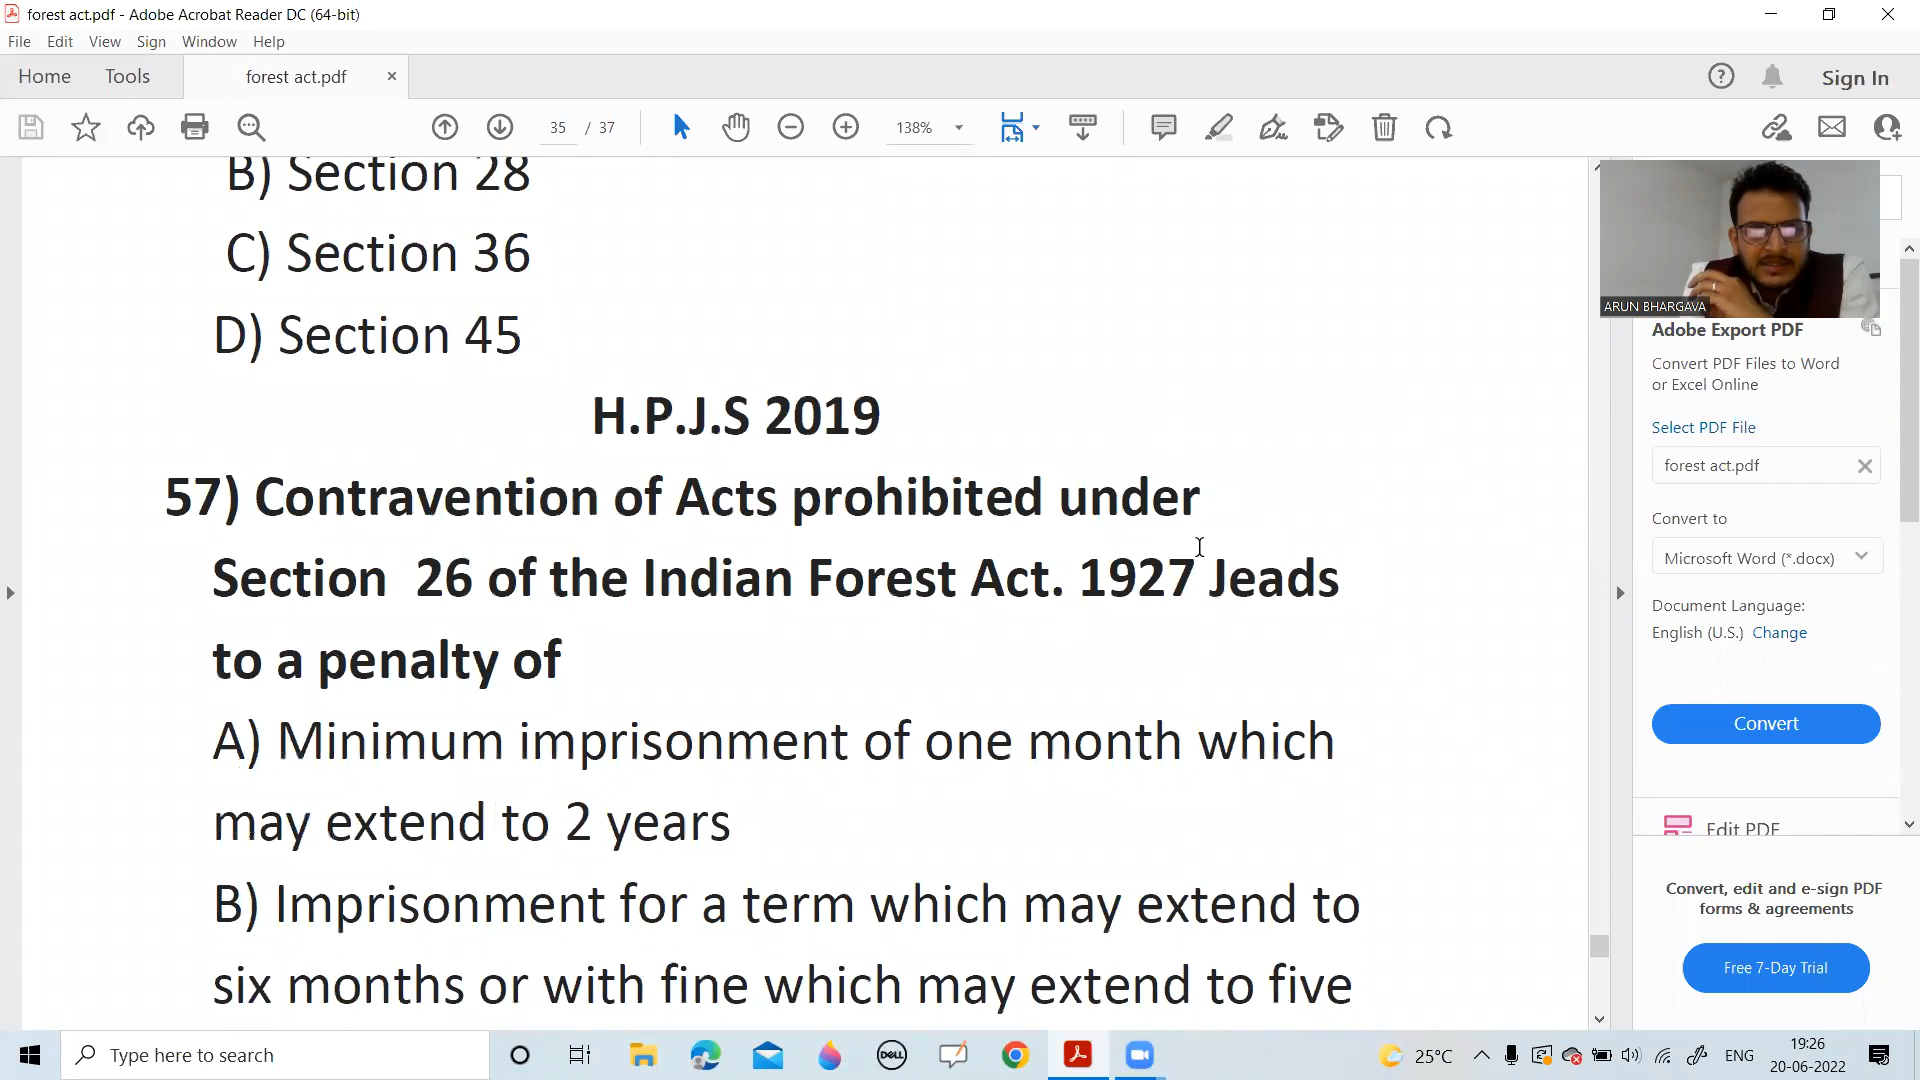 forest act.pdf - Adobe Acrobat Reader DC (64-bit)
File Edit View Sign Window Help
Home Tools forest act.pdf × Sign In
35 / 37 138%
B) Section 28
C) Section 36
D) Section 45
H.P.J.S 2019
57) Contravention of Acts prohibited under
Section 26 of the Indian Forest Act. 1927 Jeads
to a penalty of
A) Minimum imprisonment of one month which
may extend to 2 years
B) Imprisonment for a term which may extend to
six months or with fine which may extend to five
ARUN BHARGAVA
Adobe Export PDF
Convert PDF Files to Word
or Excel Online
Select PDF File
forest act.pdf
Convert to
Microsoft Word (*.docx)
Document Language:
English (U.S.) Change
Convert
Edit PDF
Convert, edit and e-sign PDF
forms & agreements
Free 7-Day Trial
Type here to search
DELL
25°C
ENG
19:26
20-06-2022